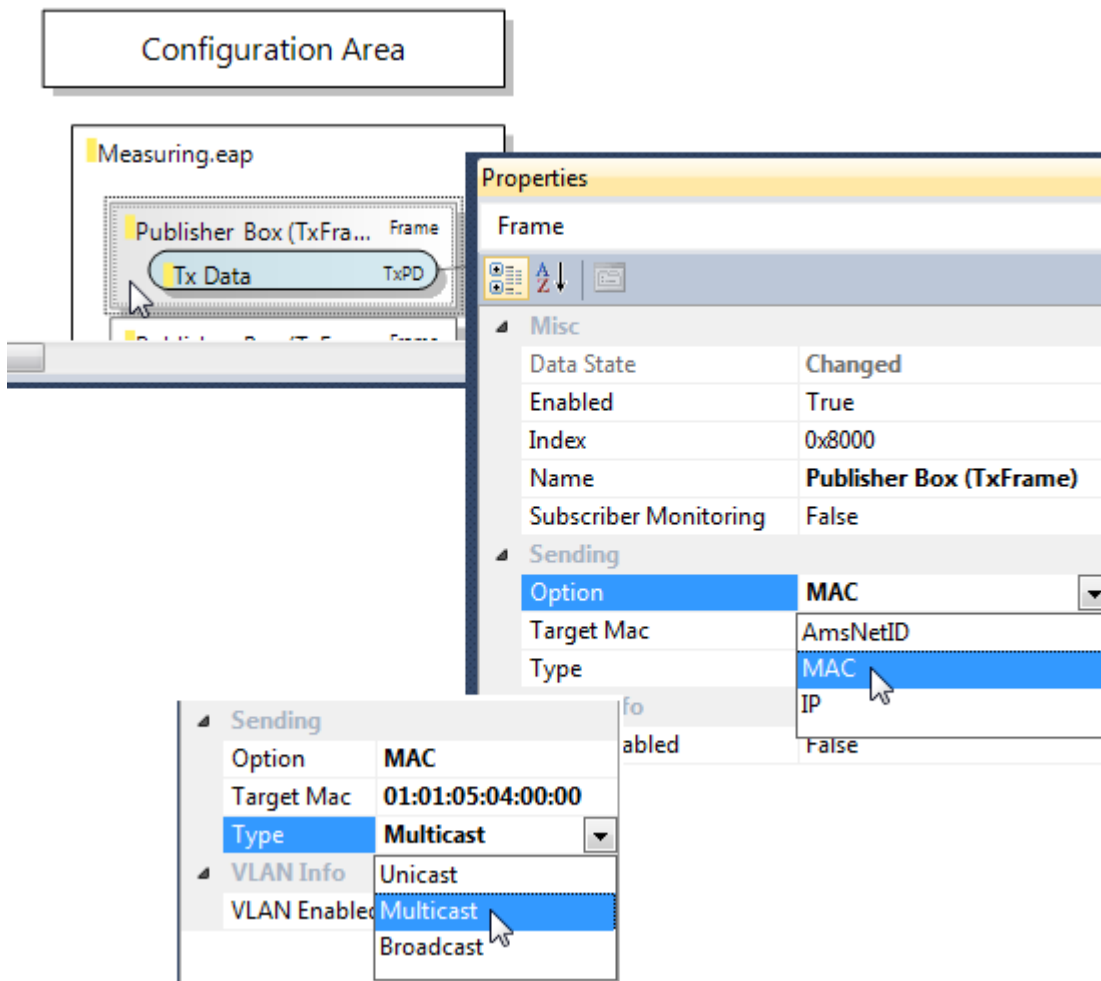 Configuration Area
Measuring.eap
Publisher Box (TxFra... Frame
Tx Data TxPD
Properties
Frame
Misc
Data State Changed
Enabled True
Index 0x8000
Name Publisher Box (TxFrame)
Subscriber Monitoring False
Sending
Option MAC
Target Mac AmsNetID
Type MAC
fo IP
abled False
Sending
Option MAC
Target Mac 01:01:05:04:00:00
Type Multicast
VLAN Info Unicast
VLAN Enabled Multicast
Broadcast